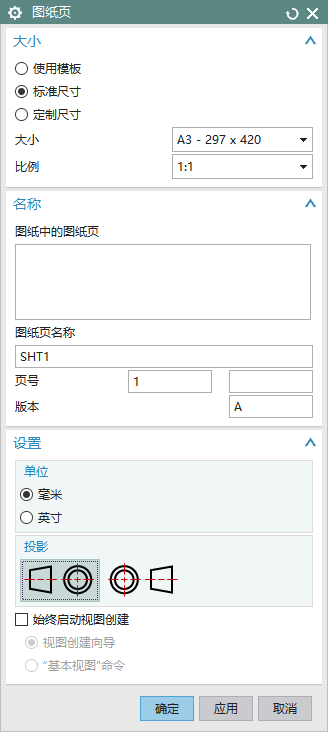 图纸页
大小
使用模板
标准尺寸
定制尺寸
大小 A3 - 297 x 420
比例 1:1
名称
图纸中的图纸页
图纸页名称
SHT1
页号 1
版本 A
设置
单位
毫米
英寸
投影
始终启动视图创建
视图创建向导
“基本视图”命令
确定 应用 取消